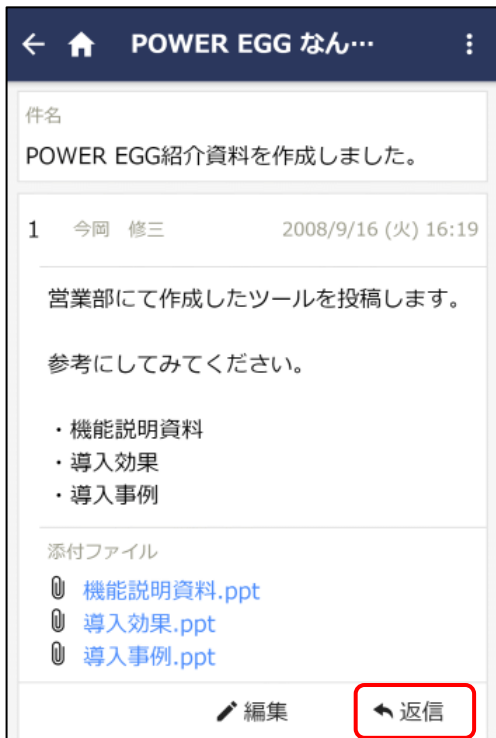 POWER EGG なん…
件名
POWER EGG紹介資料を作成しました。
1 今岡 修三 2008/9/16 (火) 16:19
営業部にて作成したツールを投稿します。
参考にしてみてください。
・機能説明資料
・導入効果
・導入事例
添付ファイル
機能説明資料.ppt
導入効果.ppt
導入事例.ppt
編集 返信